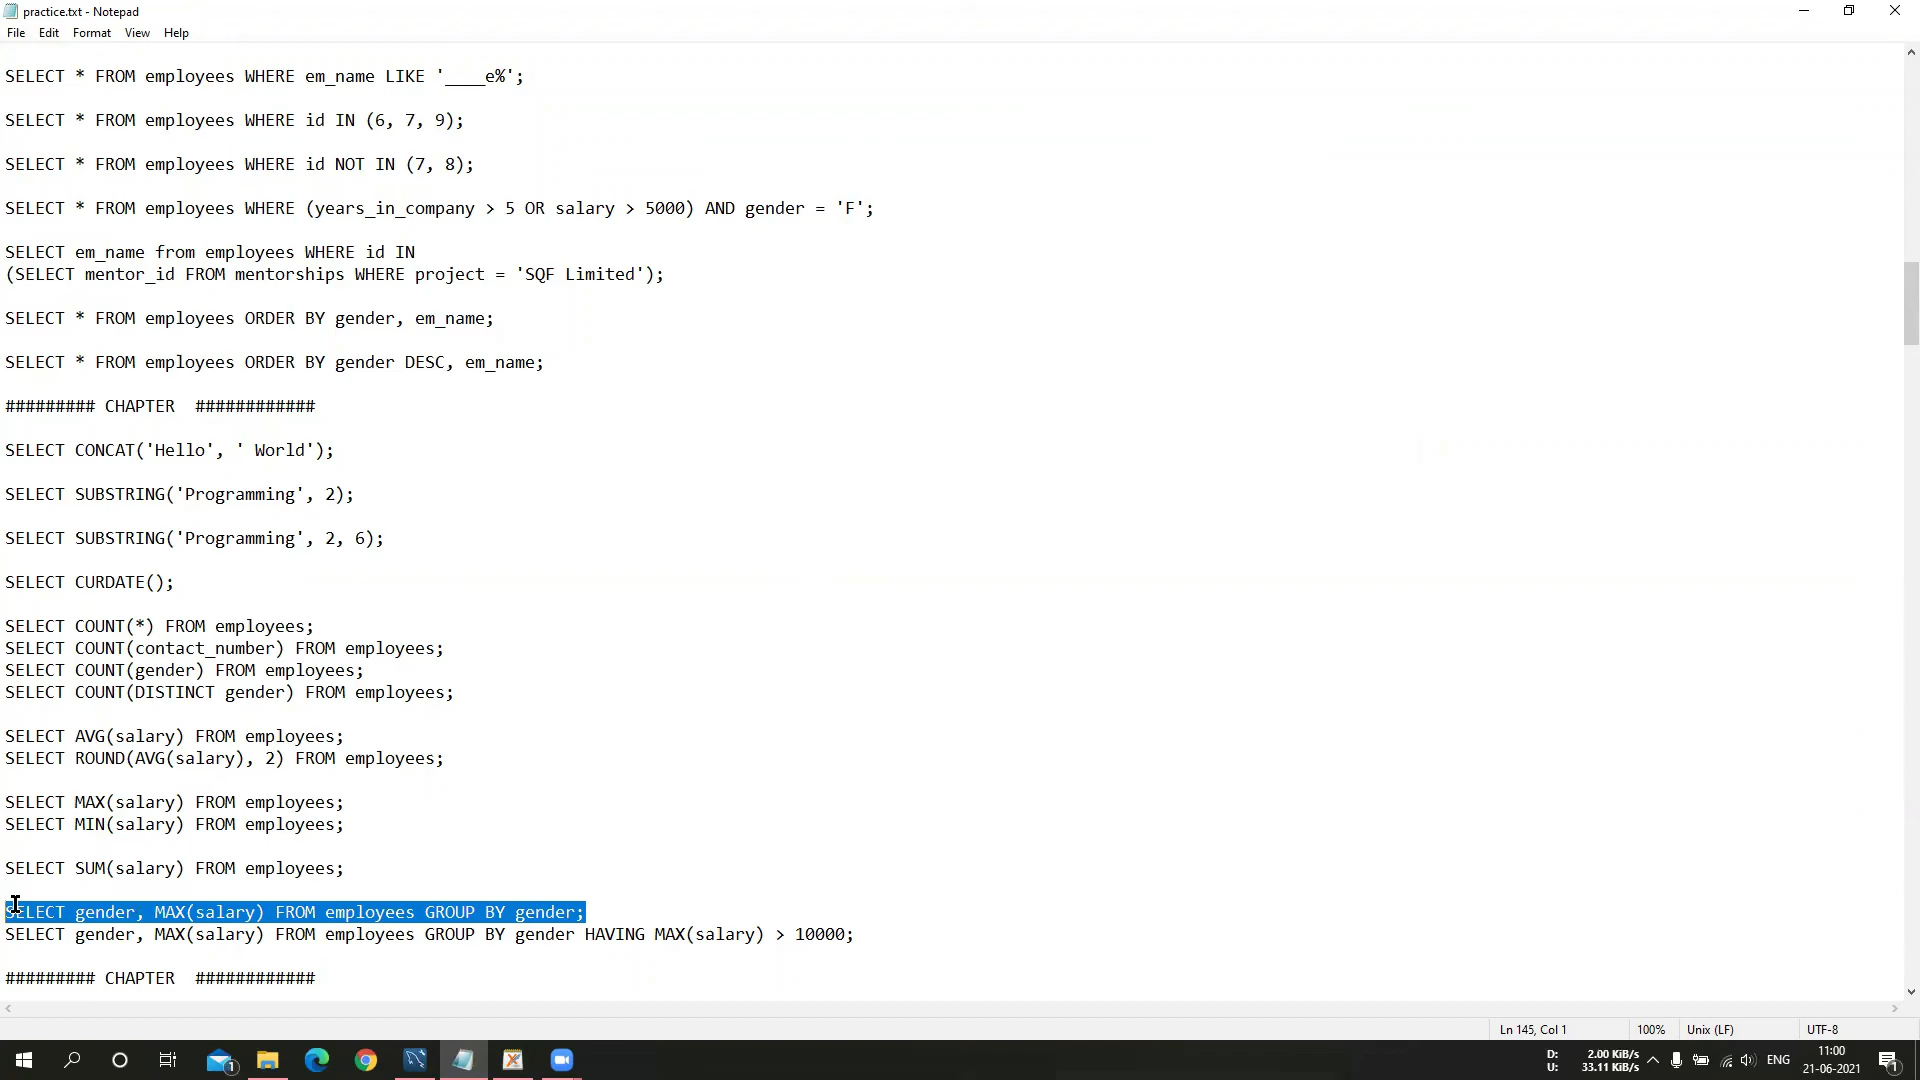 practice.txt - Notepad
File Edit Format View Help
SELECT * FROM employees WHERE em_name LIKE '____e%';
SELECT * FROM employees WHERE id IN (6, 7, 9);
SELECT * FROM employees WHERE id NOT IN (7, 8);
SELECT * FROM employees WHERE (years_in_company > 5 OR salary > 5000) AND gender = 'F';
SELECT em_name from employees WHERE id IN
(SELECT mentor_id FROM mentorships WHERE project = 'SQF Limited');
SELECT * FROM employees ORDER BY gender, em_name;
SELECT * FROM employees ORDER BY gender DESC, em_name;
######### CHAPTER  ############
SELECT CONCAT('Hello', ' World');
SELECT SUBSTRING('Programming', 2);
SELECT SUBSTRING('Programming', 2, 6);
SELECT CURDATE();
SELECT COUNT(*) FROM employees;
SELECT COUNT(contact_number) FROM employees;
SELECT COUNT(gender) FROM employees;
SELECT COUNT(DISTINCT gender) FROM employees;
SELECT AVG(salary) FROM employees;
SELECT ROUND(AVG(salary), 2) FROM employees;
SELECT MAX(salary) FROM employees;
SELECT MIN(salary) FROM employees;
SELECT SUM(salary) FROM employees;
SELECT gender, MAX(salary) FROM employees GROUP BY gender;
SELECT gender, MAX(salary) FROM employees GROUP BY gender HAVING MAX(salary) > 10000;
######### CHAPTER  ############
Ln 145, Col 1 100% Unix (LF) UTF-8
1
D: 2.00 KiB/s
U: 33.11 KiB/s
ENG
11:00
21-06-2021
1